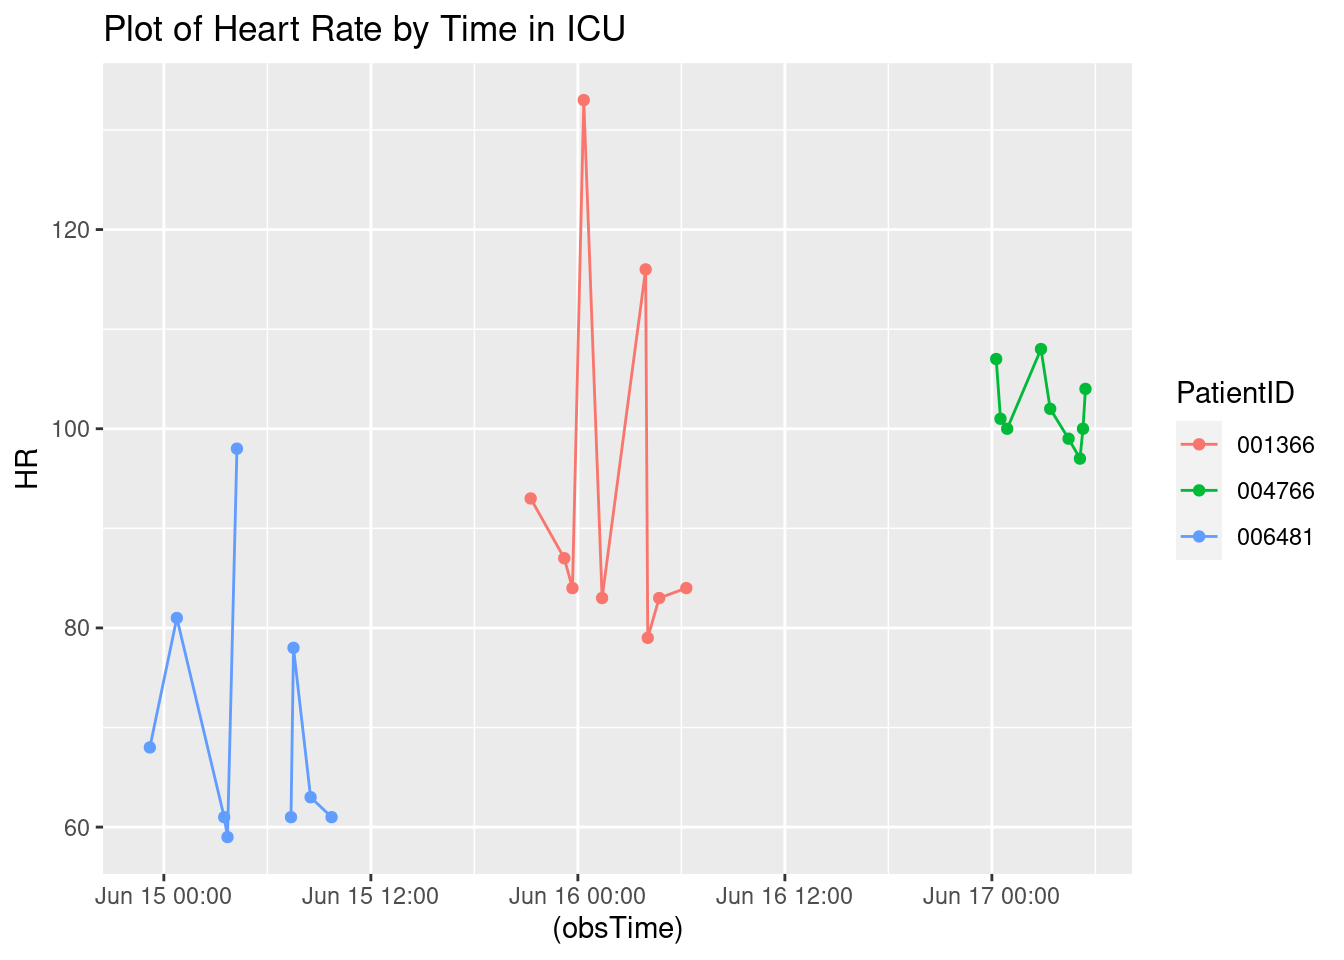 Plot of Heart Rate by Time in ICU
120
100
80
60
HR
Jun 15 00:00 Jun 15 12:00 Jun 16 00:00 Jun 16 12:00 Jun 17 00:00
(obsTime)
PatientID
001366
004766
006481